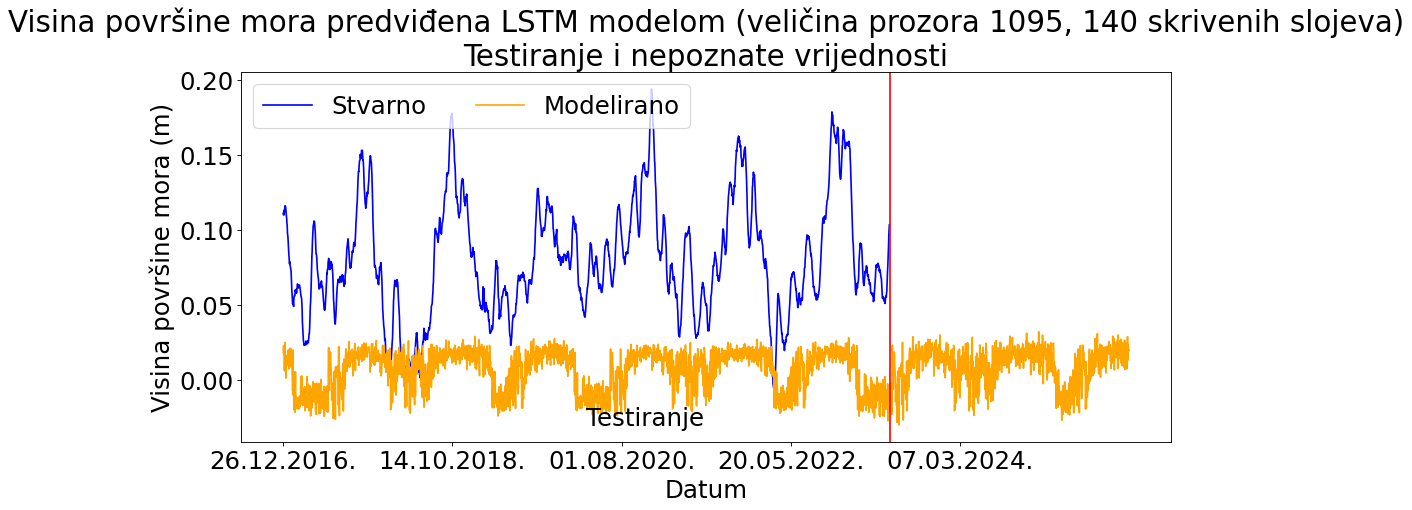 Visina površine mora predviđena LSTM modelom (veličina prozora 1095, 140 skrivenih slojeva)
Testiranje i nepoznate vrijednosti
Stvarno
Modelirano
Visina površine mora (m)
0.20
0.15
0.10
0.05
0.00
Testiranje
26.12.2016.
14.10.2018.
01.08.2020.
20.05.2022.
07.03.2024.
Datum